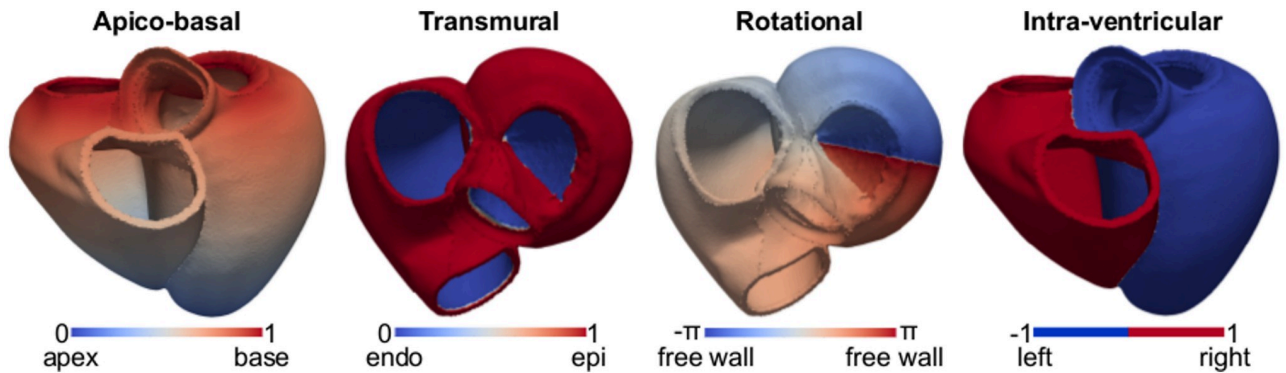 Apico-basal
Transmural
Rotational
Intra-ventricular
0 1
apex base
0 1
endo epi
-π π
free wall free wall
-1 1
left right